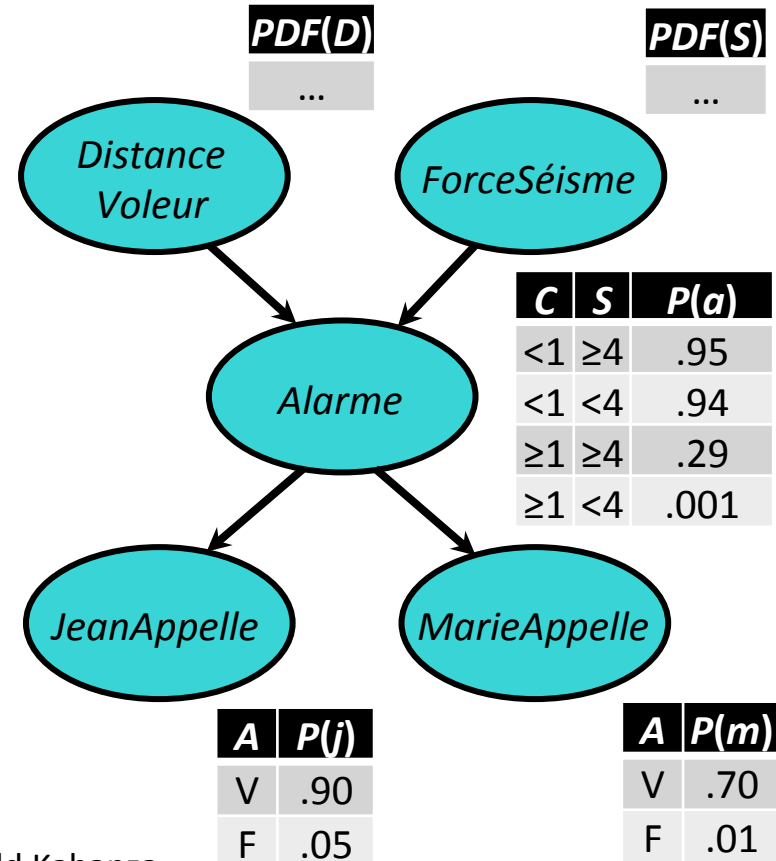 PDF(D)
...
PDF(S)
...
Distance
Voleur
ForceSéisme
C S P(a)
<1 ≥4 .95
<1 <4 .94
≥1 ≥4 .29
≥1 <4 .001
Alarme
JeanAppelle
MarieAppelle
A P(j)
V .90
F .05
A P(m)
V .70
F .01